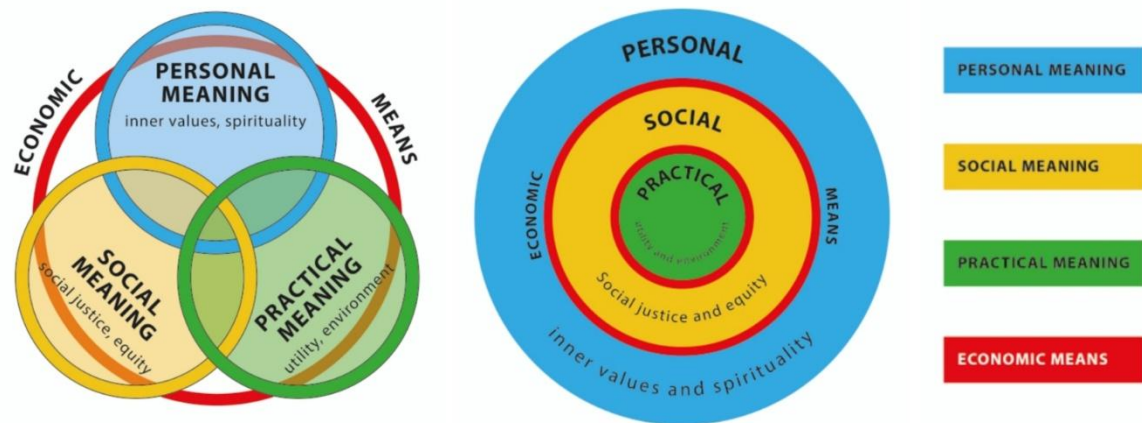 ECONOMIC
MEANS
PERSONAL
MEANING
inner values, spirituality
SOCIAL
MEANING
social justice, equity
PRACTICAL
MEANING
utility, environment
PERSONAL
SOCIAL
PRACTICAL
utility and environment
ECONOMIC
MEANS
Social justice and equity
inner values and spirituality
PERSONAL MEANING
SOCIAL MEANING
PRACTICAL MEANING
ECONOMIC MEANS